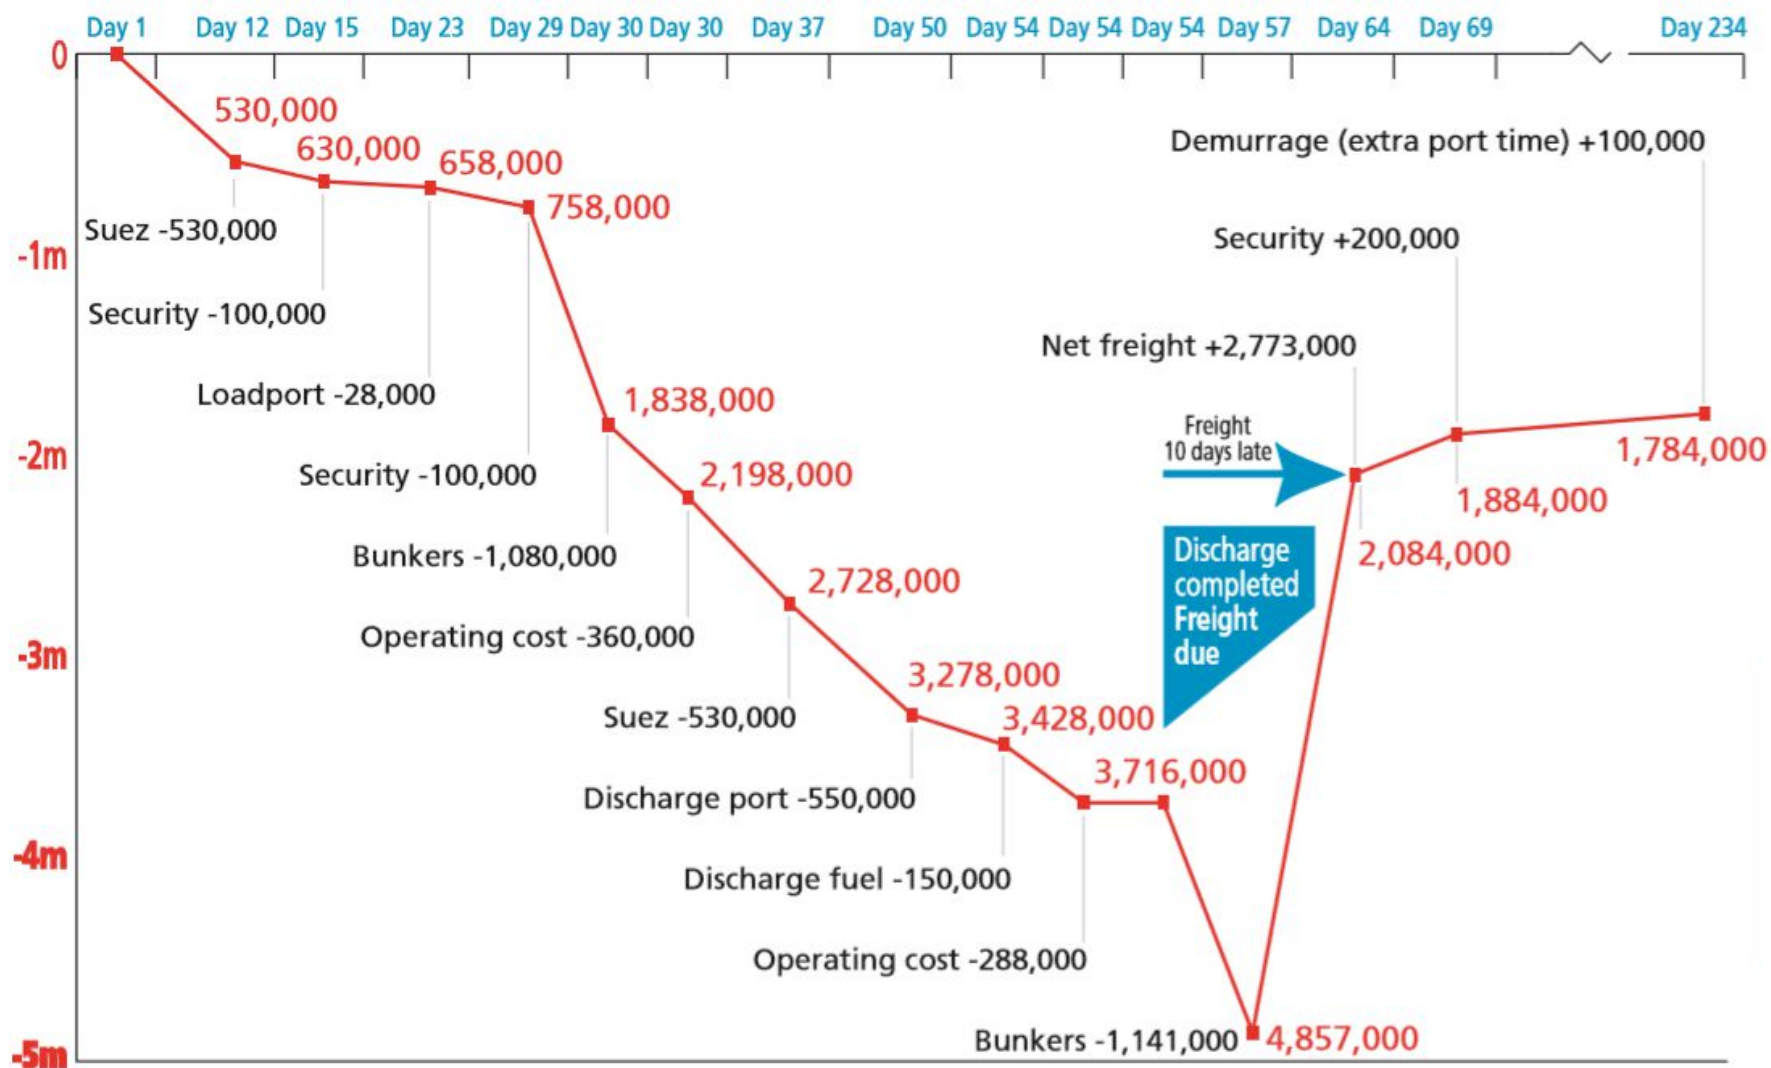 Day 1 Day 12 Day 15 Day 23 Day 29 Day 30 Day 30 Day 37 Day 50 Day 54 Day 54 Day 54 Day 57 Day 64 Day 69 Day 234
0
530,000
630,000
658,000
758,000
Demurrage (extra port time) +100,000
Suez -530,000
Security +200,000
-1m
Security -100,000
Net freight +2,773,000
Loadport -28,000
1,838,000
Freight
10 days late
-2m
1,784,000
Security -100,000
2,198,000
1,884,000
Bunkers -1,080,000
2,084,000
Discharge
completed
Freight
due
2,728,000
Operating cost -360,000
-3m
3,278,000
Suez -530,000
3,428,000
3,716,000
Discharge port -550,000
-4m
Discharge fuel -150,000
Operating cost -288,000
Bunkers -1,141,000
4,857,000
-5m